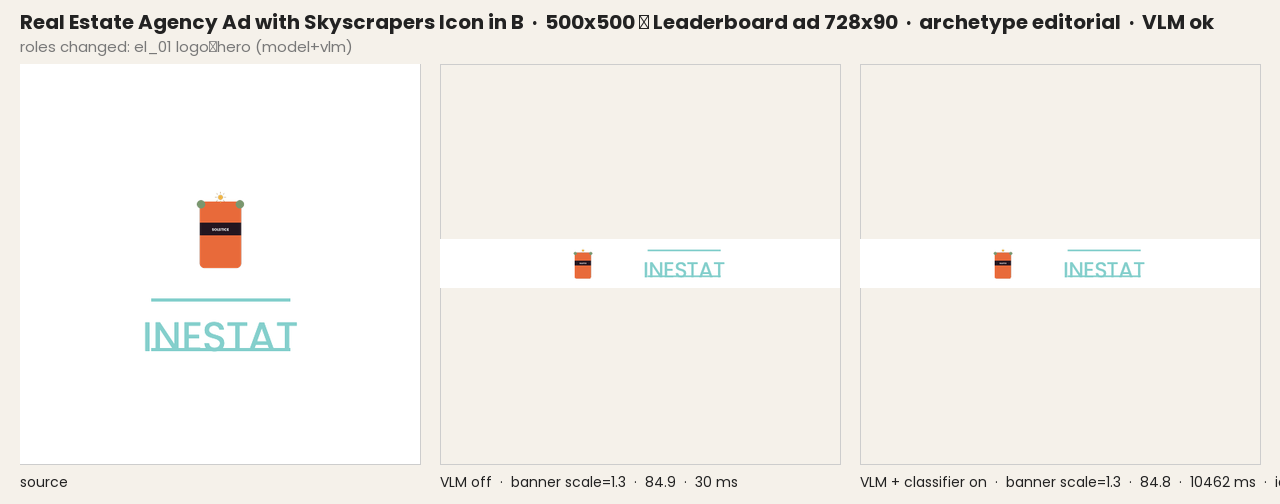 Real Estate Agency Ad with Skyscrapers Icon in B · 500x500 Leaderboard ad 728x90 · archetype editorial · VLM ok
roles changed: el_01 logo hero (model+vlm)
SOLSTICE
INESTAT
INESTAT
INESTAT
source
VLM off · banner scale=1.3 · 84.9 · 30 ms
VLM + classifier on · banner scale=1.3 · 84.8 · 10462 ms ·